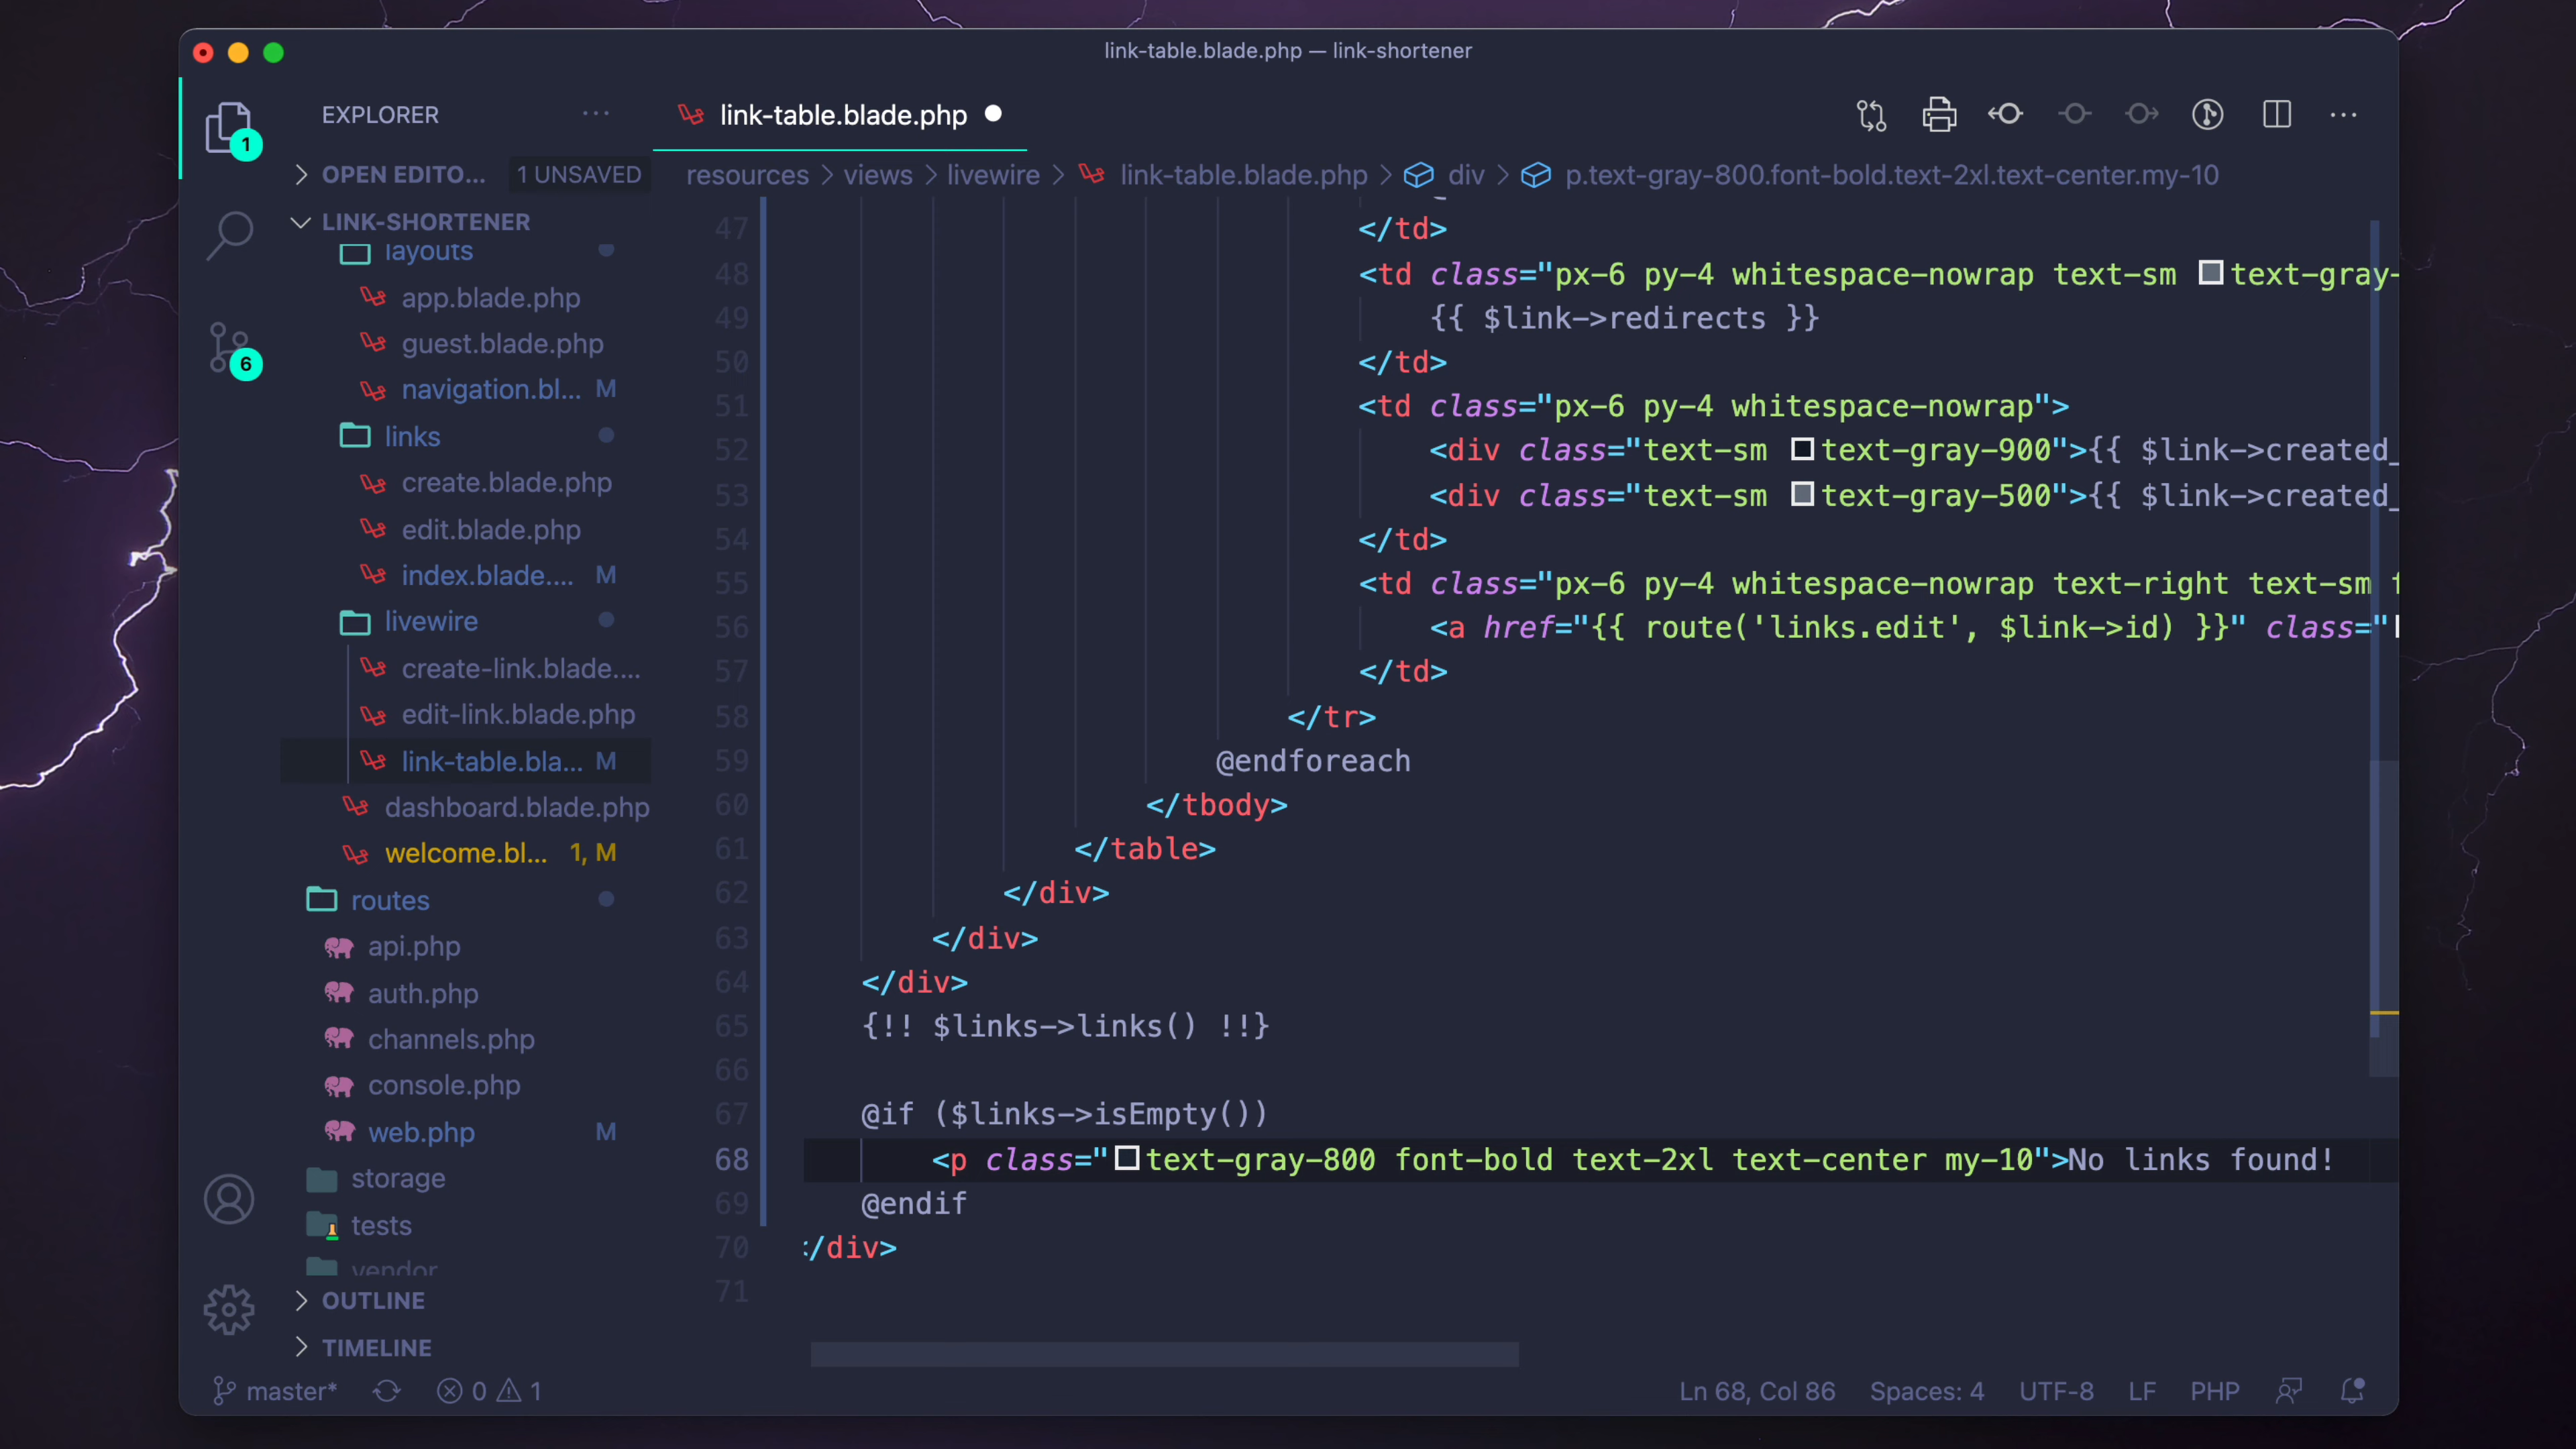 link-table.blade.php — link-shortener
EXPLORER
OPEN EDITO...
1 UNSAVED
LINK-SHORTENER
layouts
app.blade.php
guest.blade.php
navigation.bl... M
links
create.blade.php
edit.blade.php
index.blade.... M
livewire
create-link.blade....
edit-link.blade.php
link-table.bla... M
dashboard.blade.php
welcome.bl... 1, M
routes
api.php
auth.php
channels.php
console.php
web.php M
storage
tests
vendor
OUTLINE
TIMELINE
1
6
link-table.blade.php
resources > views > livewire > link-table.blade.php > div > p.text-gray-800.font-bold.text-2xl.text-center.my-10
47 </td>
48 <td class="px-6 py-4 whitespace-nowrap text-sm text-gray-
49 {{ $link->redirects }}
50 </td>
51 <td class="px-6 py-4 whitespace-nowrap">
52 <div class="text-sm text-gray-900">{{ $link->created_
53 <div class="text-sm text-gray-500">{{ $link->created_
54 </td>
55 <td class="px-6 py-4 whitespace-nowrap text-right text-sm
56 <a href="{{ route('links.edit', $link->id) }}" class="
57 </td>
58 </tr>
59 @endforeach
60 </tbody>
61 </table>
62 </div>
63 </div>
64 </div>
65 {!! $links->links() !!}
66
67 @if ($links->isEmpty())
68 <p class="text-gray-800 font-bold text-2xl text-center my-10">No links found!
69 @endif
70 </div>
71
master* 0 1
Ln 68, Col 86 Spaces: 4 UTF-8 LF PHP